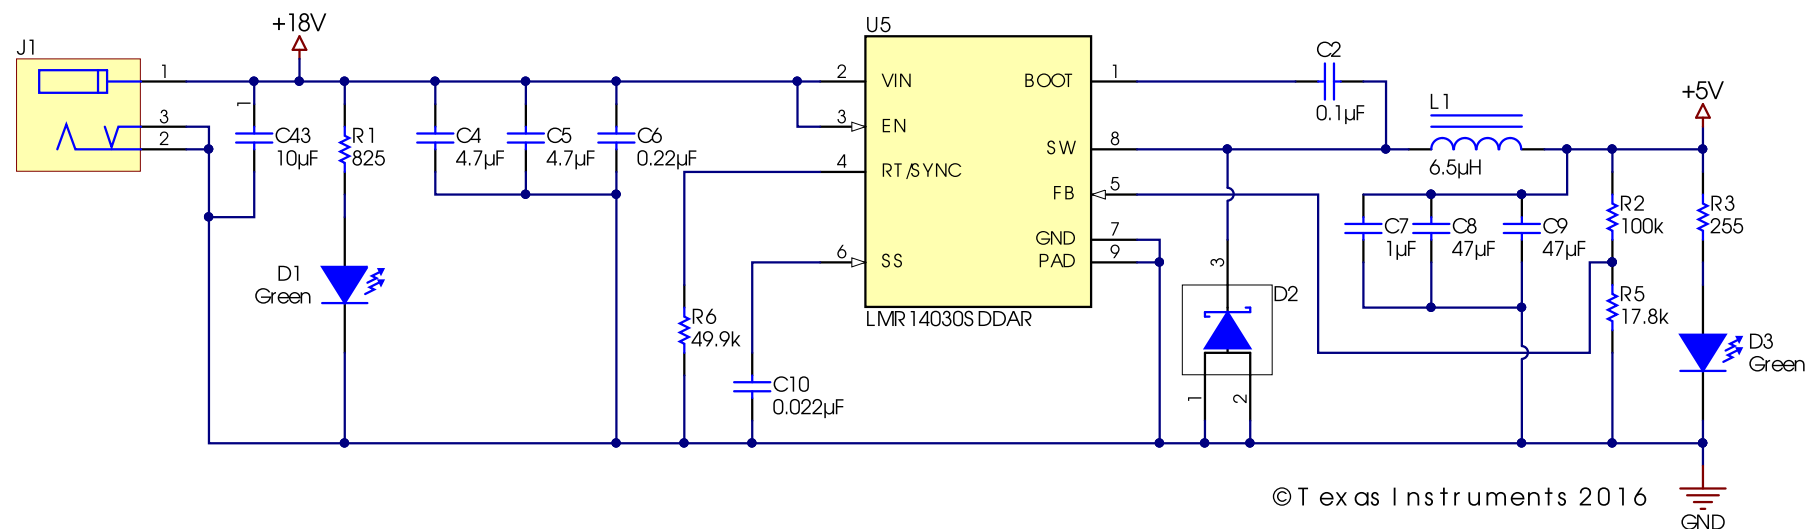 J1
1
3
2
+18V
1
C43
10µF
R1
825
D1
Green
C4
4.7µF
C5
4.7µF
C6
0.22µF
R6
49.9k
C10
0.022µF
U5
2
VIN
3
EN
4
RT/SYNC
6
SS
BOOT
1
SW
8
FB
5
GND
7
PAD
9
LMR14030SDDAR
C2
0.1µF
L1
6.5µH
3
D2
1
2
C7
1µF
C8
47µF
C9
47µF
R2
100k
R5
17.8k
+5V
R3
255
D3
Green
©Texas Instruments 2016
GND